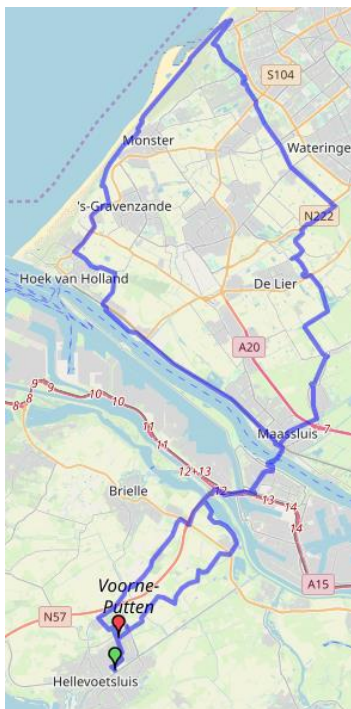 S104
Monster
Wateringe
's-Gravenzande
N222
Hoek van Holland
De Lier
A20
9
9
10
8
8
10
11
Maassluis
7
11
12+13
Brielle
12
13
14
14
A15
Voorne-
Putten
N57
Hellevoetsluis